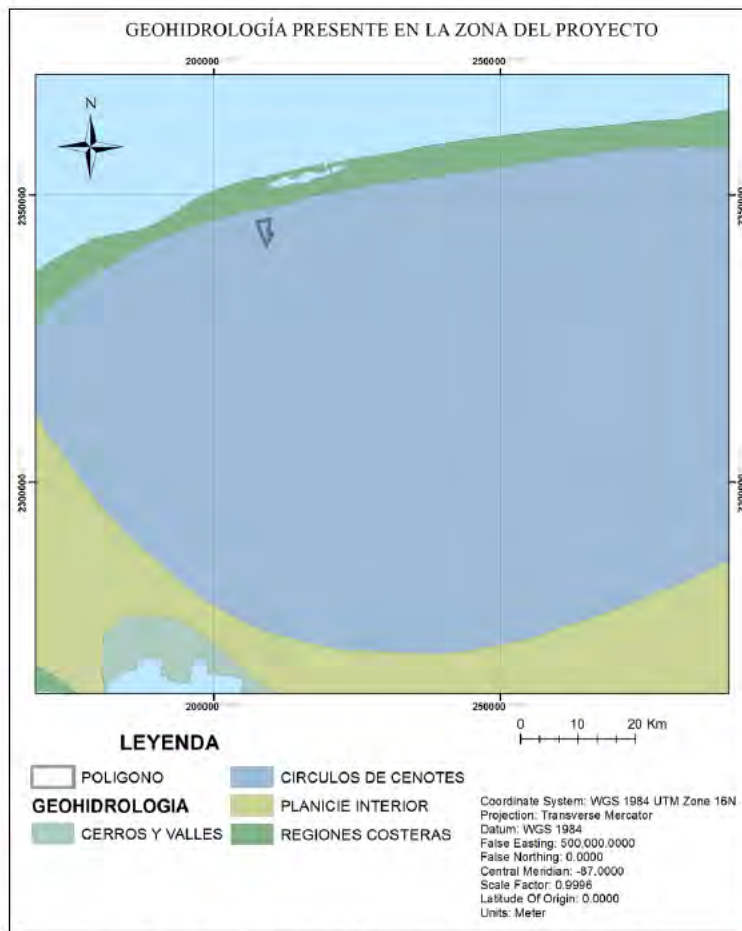 GEOHIDROLOGÍA PRESENTE EN LA ZONA DEL PROYECTO
200000 250000
N
2350000 2350000
2300000 2300000
200000 250000
0 10 20 Km
LEYENDA
POLIGONO
GEOHIDROLOGIA
CERROS Y VALLES
CIRCULOS DE CENOTES
PLANICIE INTERIOR
REGIONES COSTERAS
Coordinate System: WGS 1984 UTM Zone 16N
Projection: Transverse Mercator
Datum: WGS 1984
False Easting: 500,000.0000
False Northing: 0.0000
Central Meridian: -87.0000
Scale Factor: 0.9996
Latitude Of Origin: 0.0000
Units: Meter